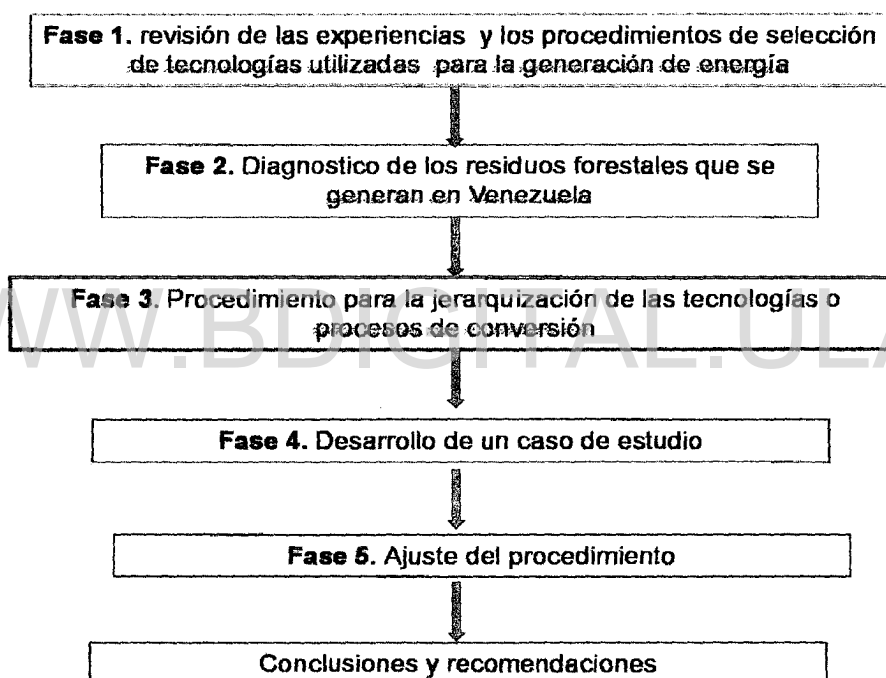 Fase 1. revisión de las experiencias y los procedimientos de selección
de tecnologías utilizadas para la generación de energía
Fase 2. Diagnostico de los residuos forestales que se
generan en Venezuela
Fase 3. Procedimiento para la jerarquización de las tecnologías o
procesos de conversión
WW.BDIGITAL.ULA
Fase 4. Desarrollo de un caso de estudio
Fase 5. Ajuste del procedimiento
Conclusiones y recomendaciones